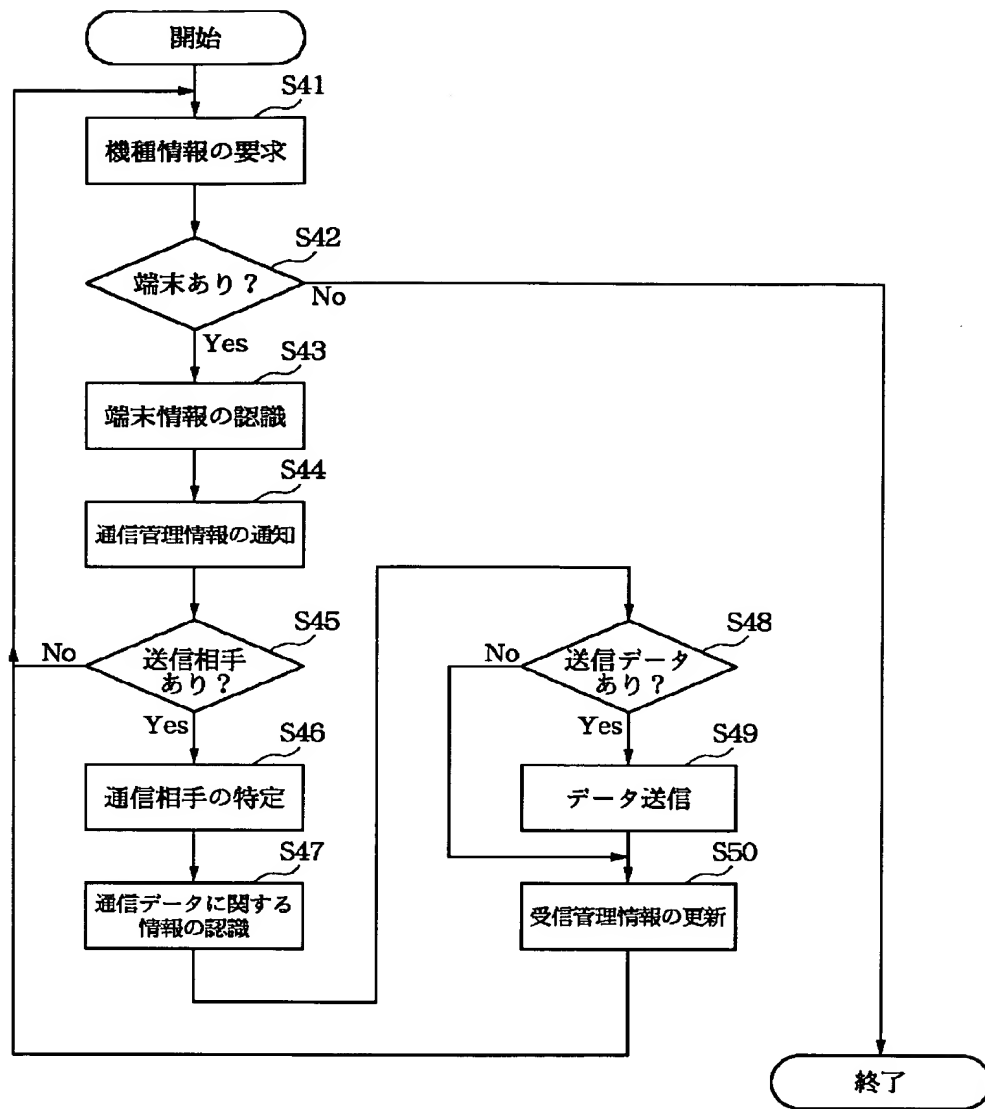 開始
S41
機種情報の要求
S42
端末あり?
No
Yes
S43
端末情報の認識
S44
通信管理情報の通知
S45
送信相手
あり?
No
Yes
S46
通信相手の特定
S47
通信データに関する
情報の認識
S48
送信データ
あり?
No
Yes
S49
データ送信
S50
受信管理情報の更新
終了